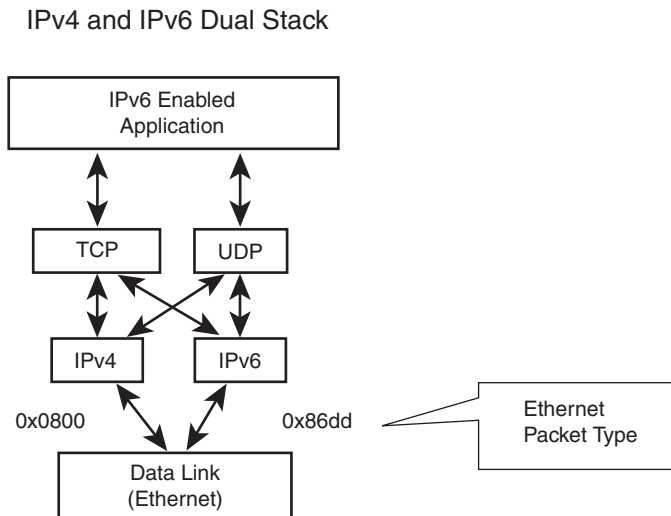 IPv4 and IPv6 Dual Stack
IPv6 Enabled
Application
TCP
UDP
IPv4
IPv6
0x0800
0x86dd
Ethernet
Packet Type
Data Link
(Ethernet)